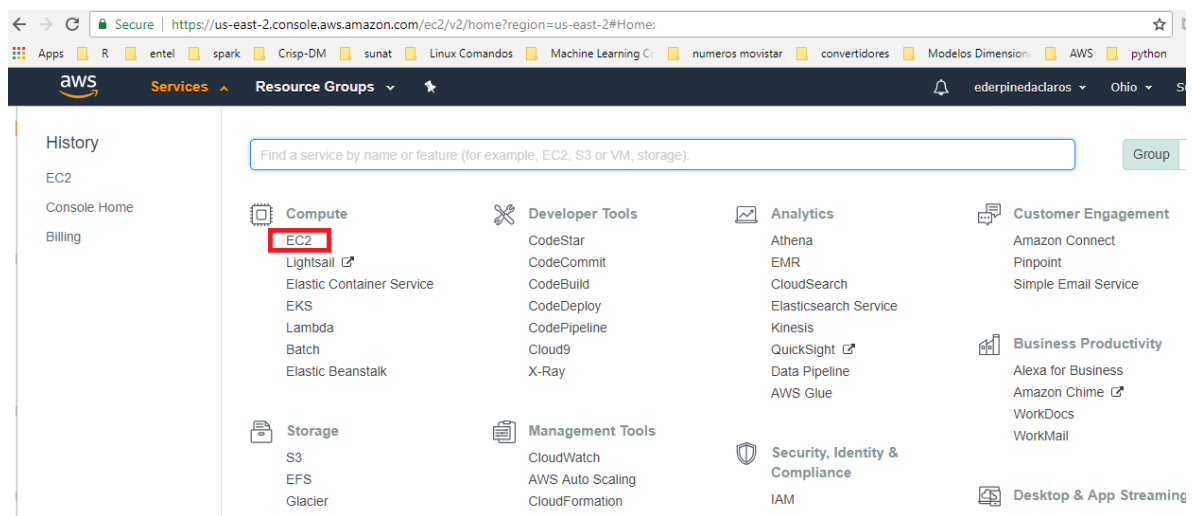 Secure | https://us-east-2.console.aws.amazon.com/ec2/v2/home?region=us-east-2#Home:
Apps R entel spark Crisp-DM sunat Linux Comandos Machine Learning numeros movistar convertidores Modelos AWS python
aws Services Resource Groups ederpinedaclaros Ohio
History
EC2
Console Home
Billing
Find a service by name or feature (for example, EC2, S3 or VM, storage).
Group
Compute
EC2
Lightsail
Elastic Container Service
EKS
Lambda
Batch
Elastic Beanstalk
Storage
S3
EFS
Glacier
Developer Tools
CodeStar
CodeCommit
CodeBuild
CodeDeploy
CodePipeline
Cloud9
X-Ray
Management Tools
CloudWatch
AWS Auto Scaling
CloudFormation
Analytics
Athena
EMR
CloudSearch
Elasticsearch Service
Kinesis
QuickSight
Data Pipeline
AWS Glue
Security, Identity &
Compliance
IAM
Customer Engagement
Amazon Connect
Pinpoint
Simple Email Service
Business Productivity
Alexa for Business
Amazon Chime
WorkDocs
WorkMail
Desktop & App Streaming